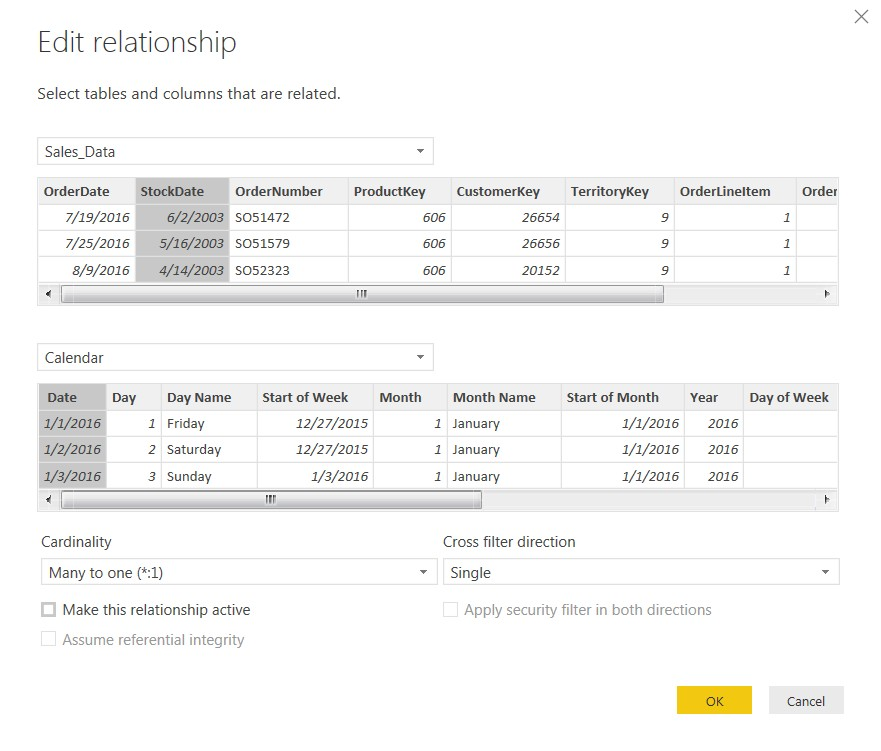 Edit relationship
Select tables and columns that are related.
Sales_Data
OrderDate StockDate OrderNumber ProductKey CustomerKey TerritoryKey OrderLineItem Order
7/19/2016 6/2/2003 SO51472 606 26654 9 1
7/25/2016 5/16/2003 SO51579 606 26656 9 1
8/9/2016 4/14/2003 SO52323 606 20152 9 1
Calendar
Date Day Day Name Start of Week Month Month Name Start of Month Year Day of Week
1/1/2016 1 Friday 12/27/2015 1 January 1/1/2016 2016
1/2/2016 2 Saturday 12/27/2015 1 January 1/1/2016 2016
1/3/2016 3 Sunday 1/3/2016 1 January 1/1/2016 2016
Cardinality Cross filter direction
Many to one (*:1) Single
Make this relationship active Apply security filter in both directions
Assume referential integrity
OK Cancel